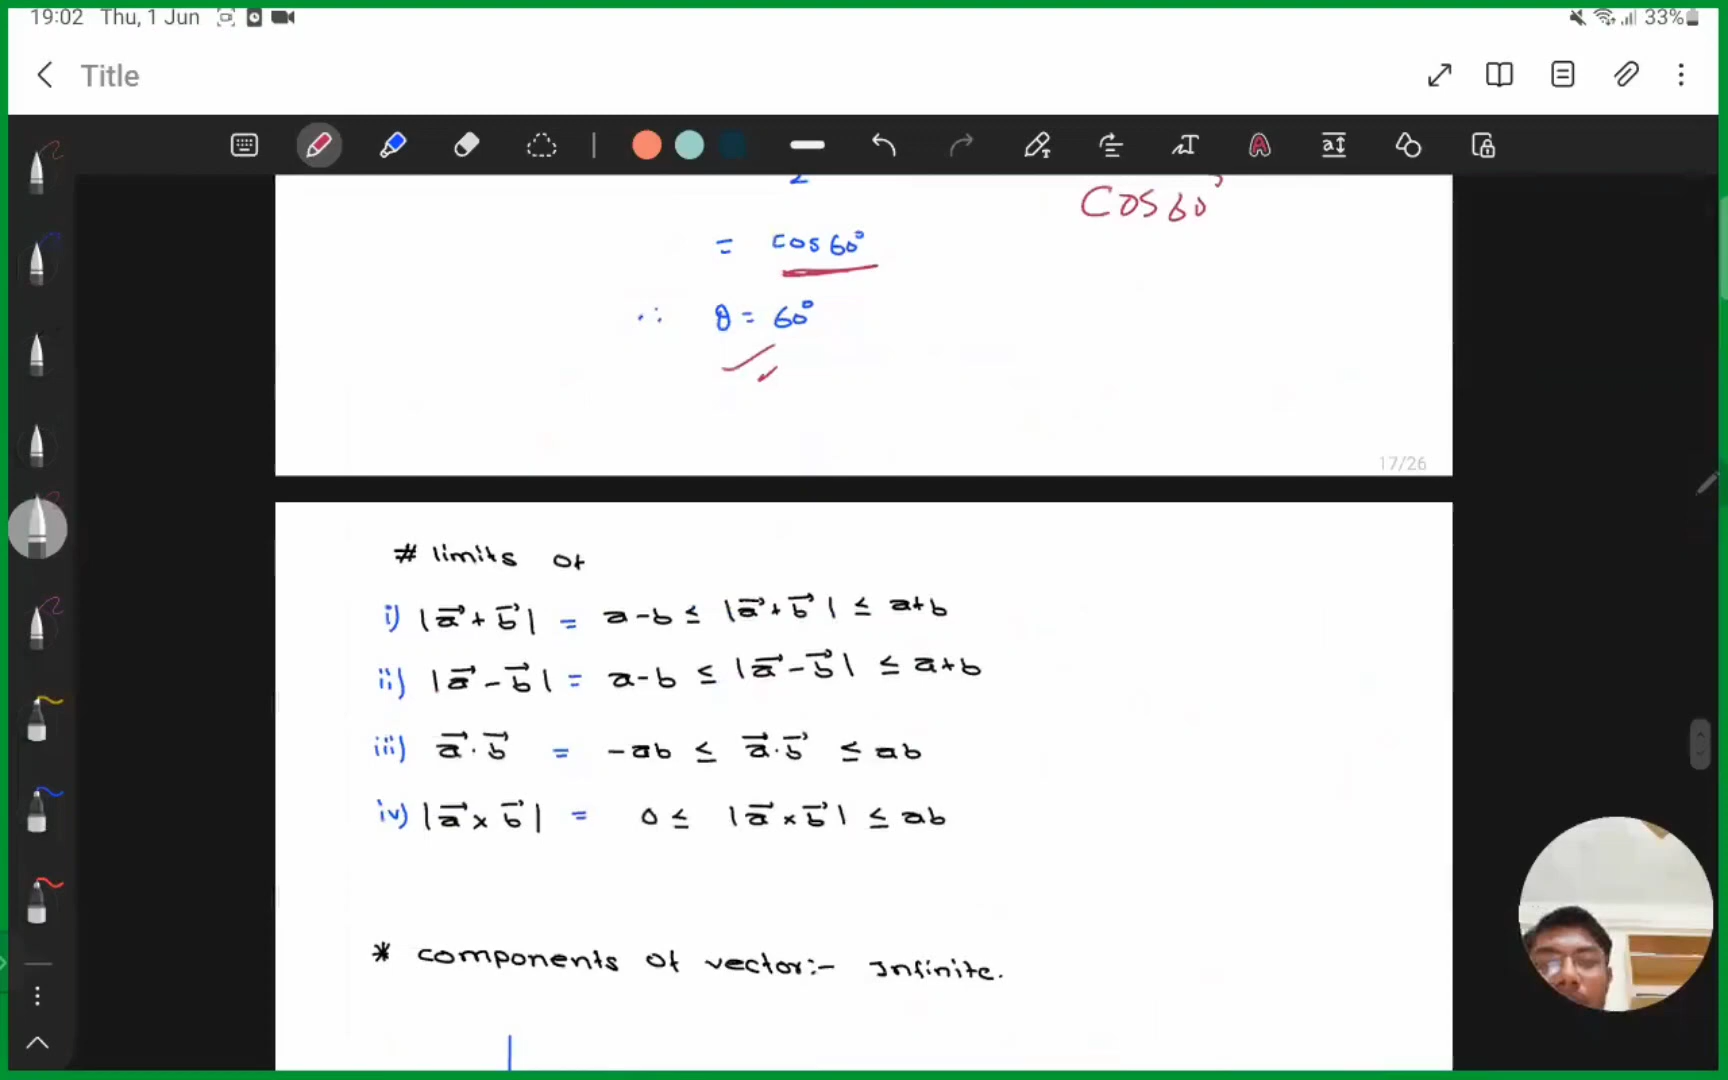 19:02 Thu, 1 Jun 33%
Title
2
= cos 60°
Cos 60°
∴ θ = 60°
17/26
# limits of
i) |a⃗ + b⃗| = a - b ≤ |a⃗ + b⃗| ≤ a + b
ii) |a⃗ - b⃗| = a - b ≤ |a⃗ - b⃗| ≤ a + b
iii) a⃗ · b⃗ = - ab ≤ a⃗ · b⃗ ≤ ab
iv) |a⃗ × b⃗| = 0 ≤ |a⃗ × b⃗| ≤ ab
* components of vector:- Infinite.